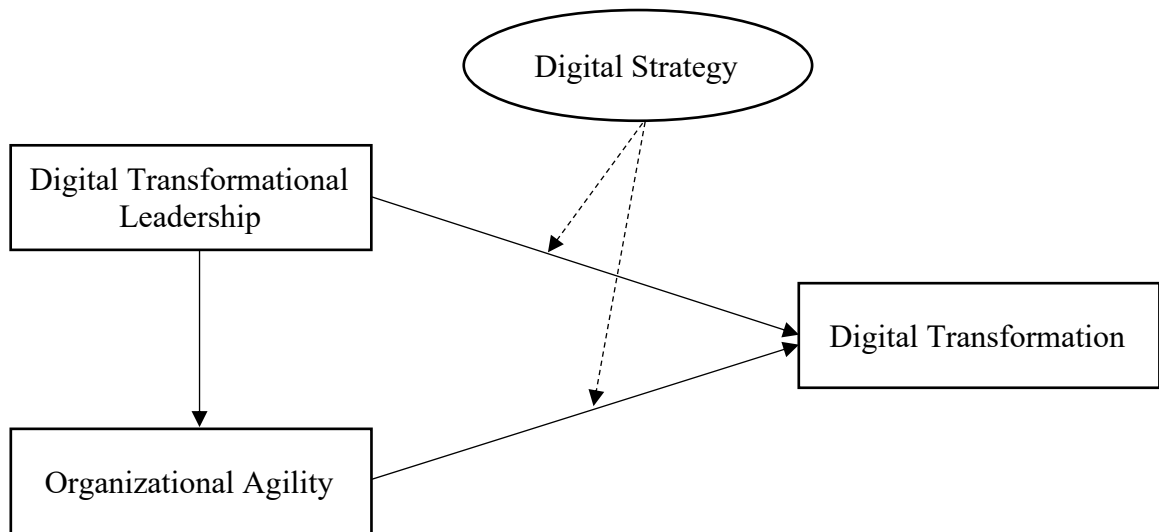 Digital Strategy
Digital Transformational
Leadership
Digital Transformation
Organizational Agility